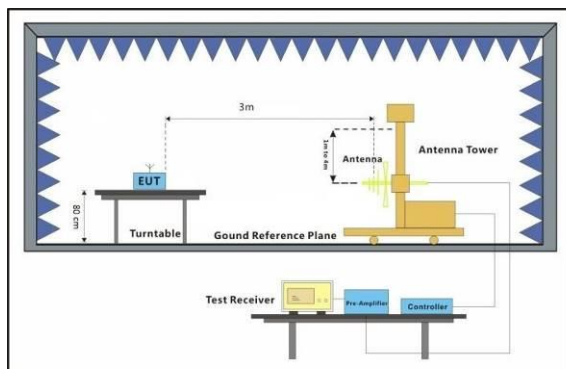 3m
1m to 4m
Antenna
Antenna Tower
EUT
80 cm
Turntable
Gound Reference Plane
Test Receiver
Pre-Amplifier
Controller